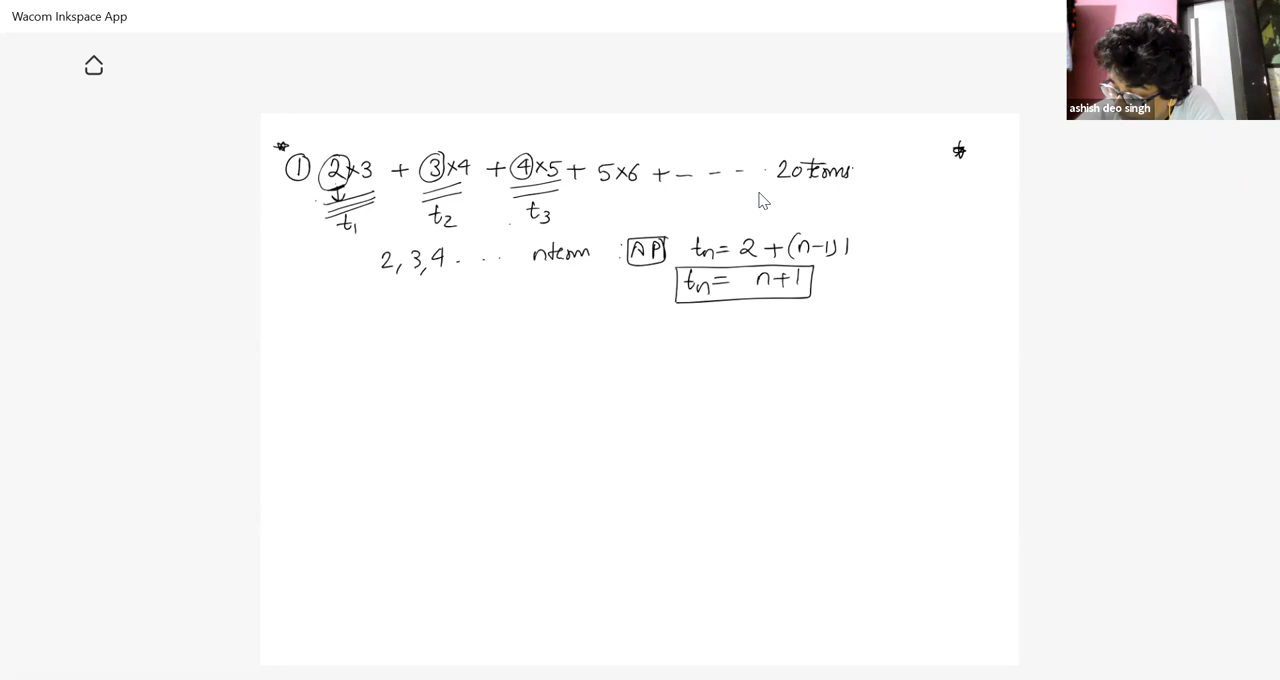 Wacom Inkspace App
ashish deo singh
① 2×3 + 3×4 + 4×5 + 5×6 + - - - · 20 terms
t₁ t₂ t₃
2, 3, 4 . . . n term : AP tn = 2 + (n-1)1
tn = n+1